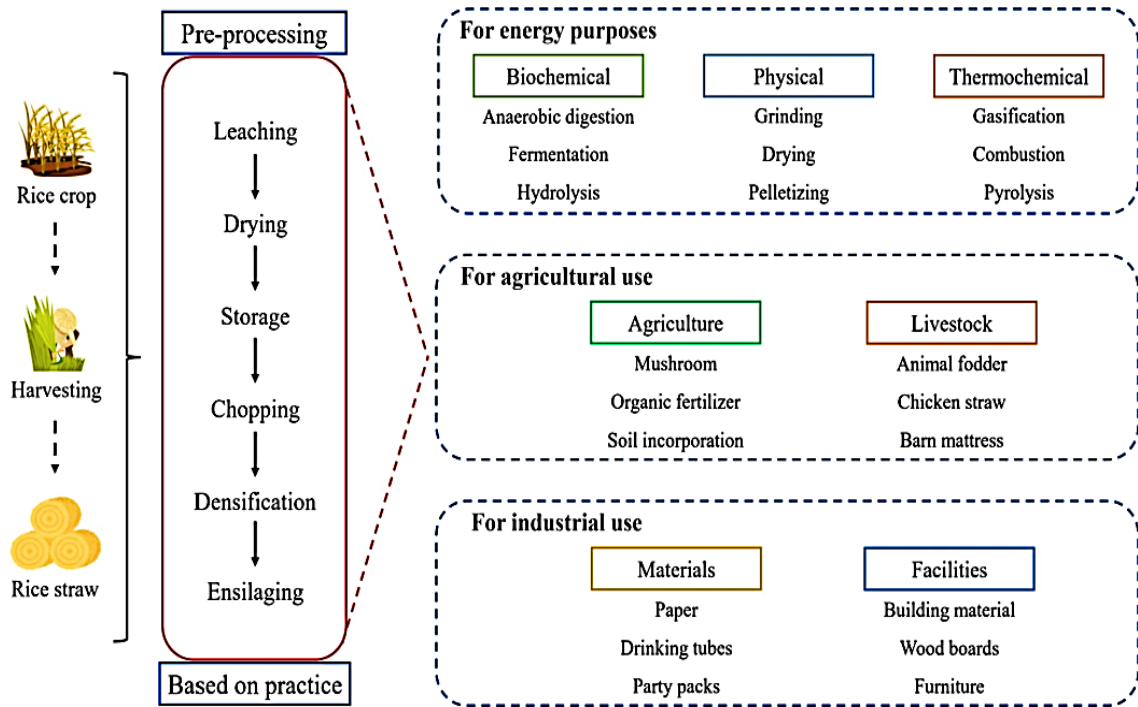 Pre-processing
Rice crop
Harvesting
Rice straw
Leaching
Drying
Storage
Chopping
Densification
Ensilaging
Based on practice
For energy purposes
Biochemical
Anaerobic digestion
Fermentation
Hydrolysis
Physical
Grinding
Drying
Pelletizing
Thermochemical
Gasification
Combustion
Pyrolysis
For agricultural use
Agriculture
Mushroom
Organic fertilizer
Soil incorporation
Livestock
Animal fodder
Chicken straw
Barn mattress
For industrial use
Materials
Paper
Drinking tubes
Party packs
Facilities
Building material
Wood boards
Furniture